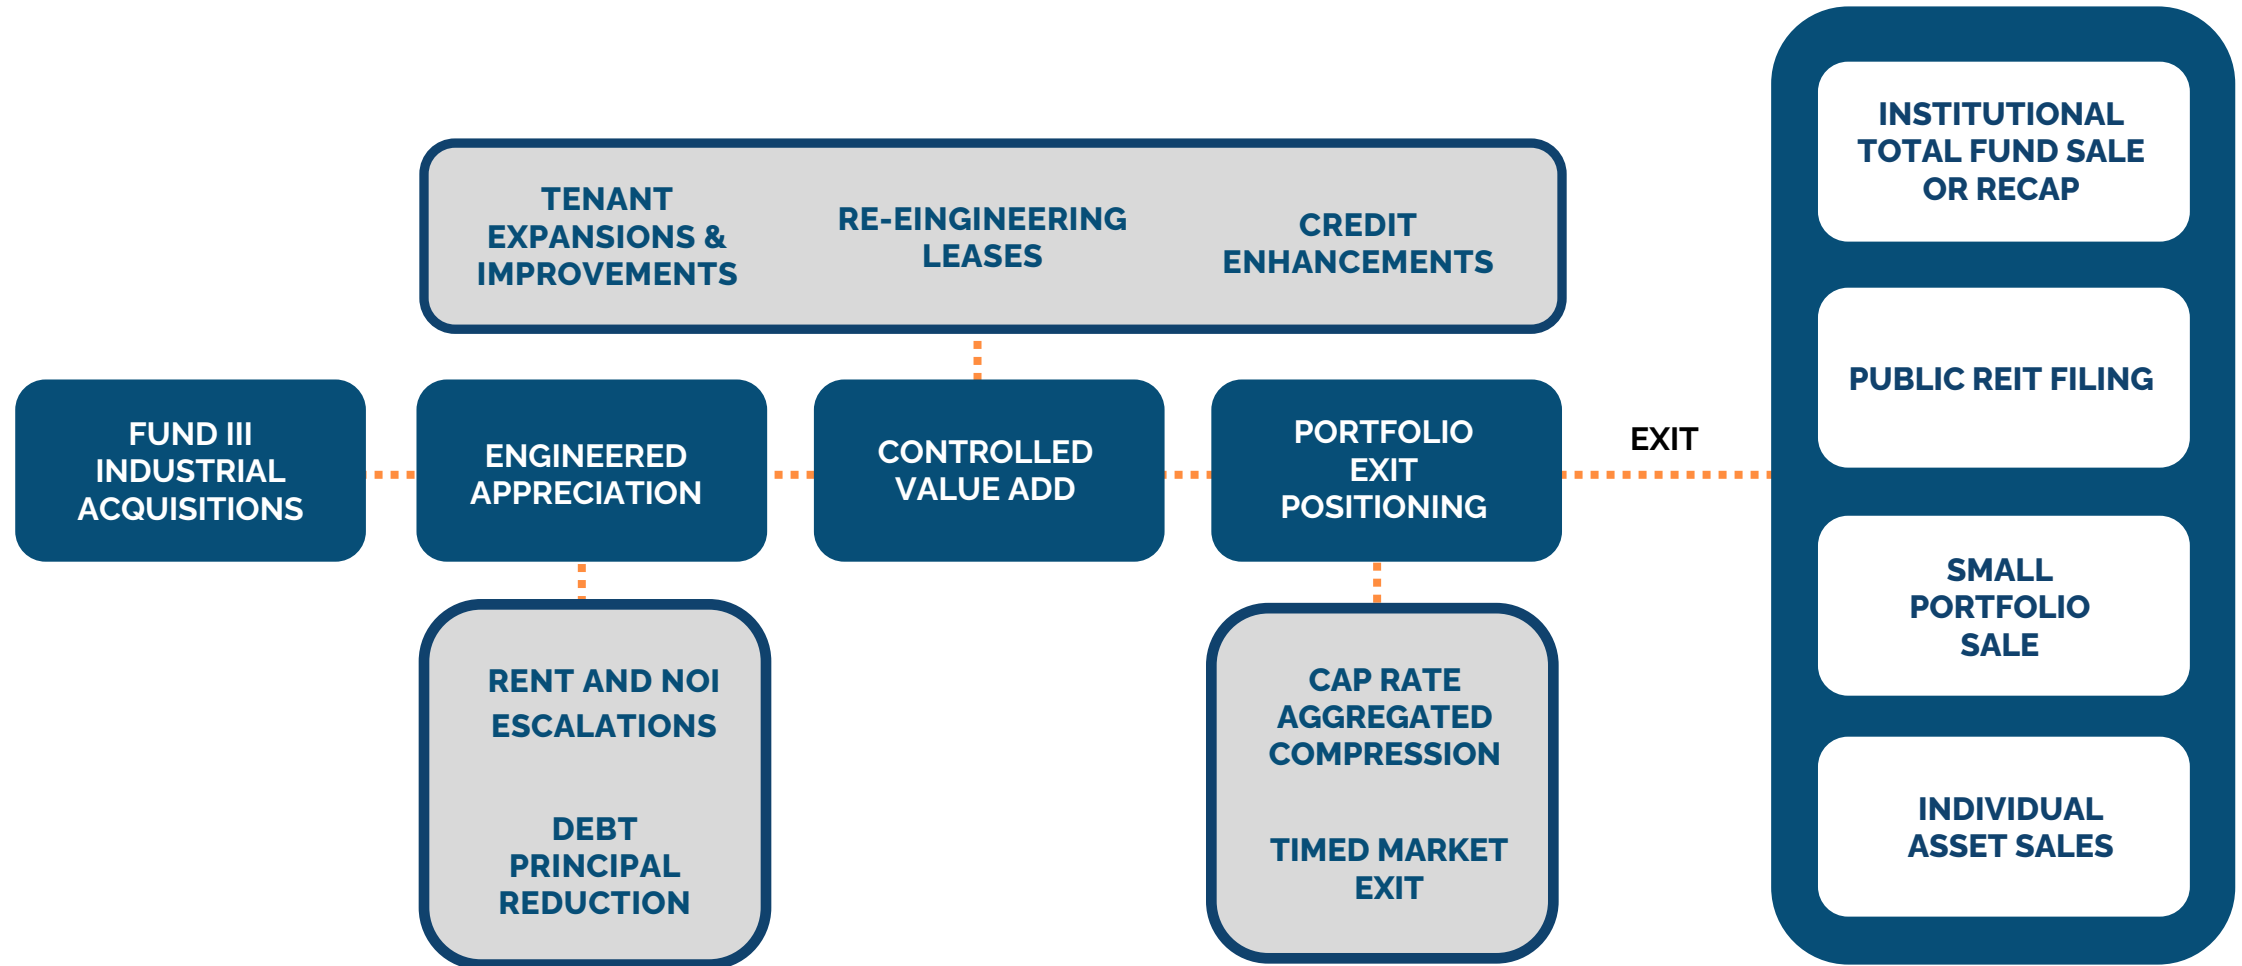 TENANT
EXPANSIONS &
IMPROVEMENTS
RE-EINGINEERING
LEASES
CREDIT
ENHANCEMENTS
FUND III
INDUSTRIAL
ACQUISITIONS
ENGINEERED
APPRECIATION
CONTROLLED
VALUE ADD
PORTFOLIO
EXIT
POSITIONING
EXIT
RENT AND NOI
ESCALATIONS
DEBT
PRINCIPAL
REDUCTION
CAP RATE
AGGREGATED
COMPRESSION
TIMED MARKET
EXIT
INSTITUTIONAL
TOTAL FUND SALE
OR RECAP
PUBLIC REIT FILING
SMALL
PORTFOLIO
SALE
INDIVIDUAL
ASSET SALES